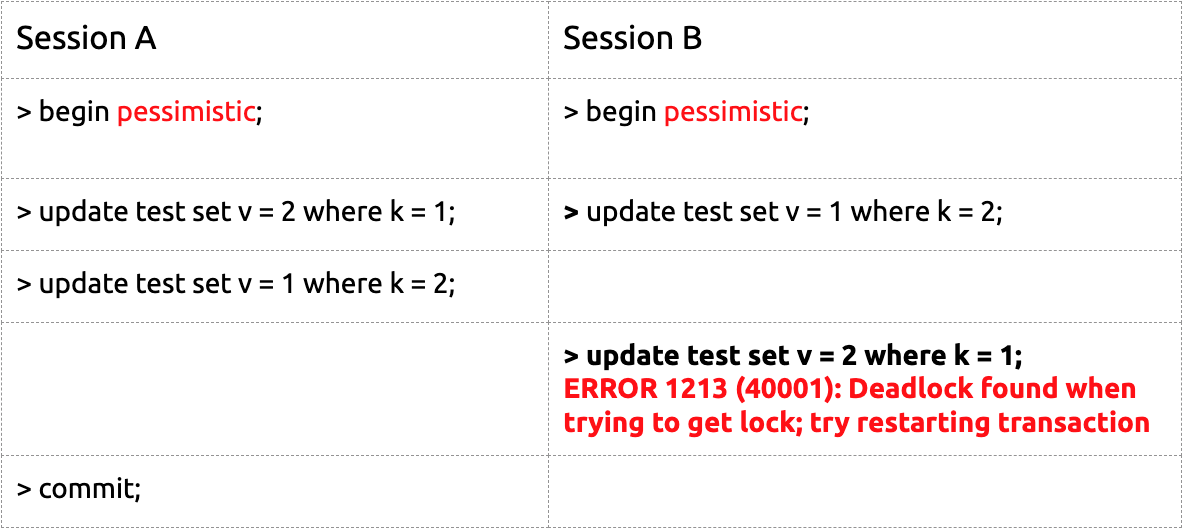 Session A
Session B
> begin pessimistic;
> begin pessimistic;
> update test set v = 2 where k = 1;
> update test set v = 1 where k = 2;
> update test set v = 1 where k = 2;
> update test set v = 2 where k = 1;
ERROR 1213 (40001): Deadlock found when
trying to get lock; try restarting transaction
> commit;